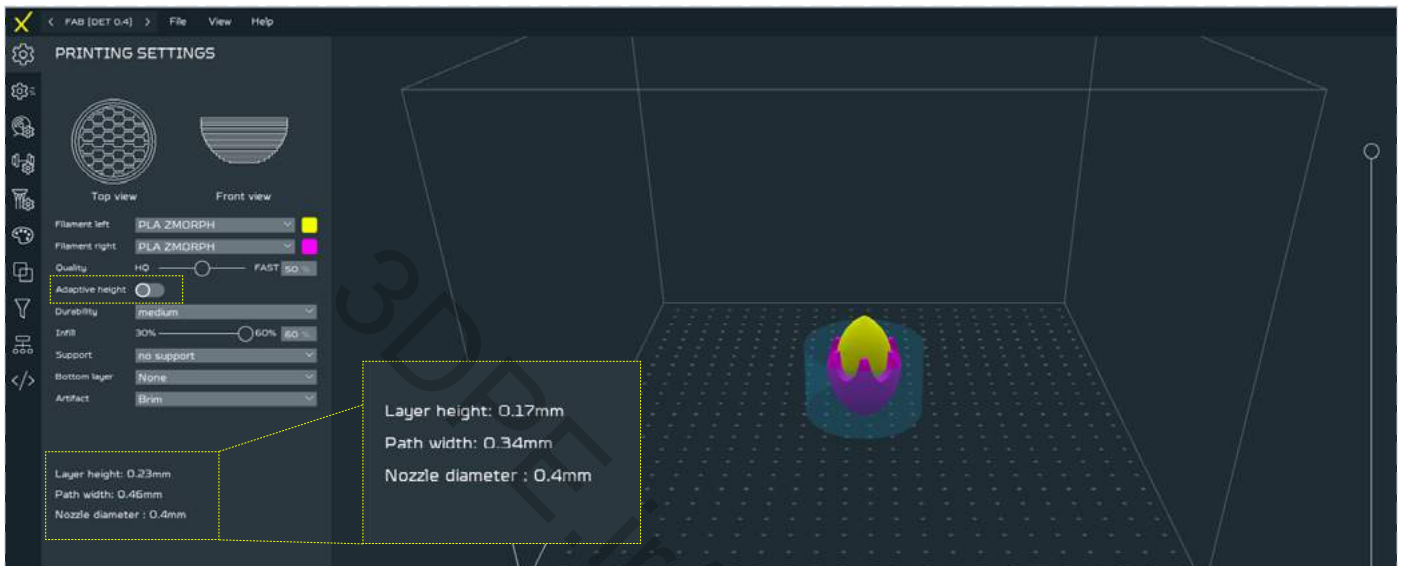 < FAB (DET 0.4) > File View Help
PRINTING SETTINGS
Top view Front view
Filament left PLA ZMORPH
Filament right PLA ZMORPH
Quality HQ FAST 50 %
Adaptive height
Durability medium
Infill 30% 60% 60 %
Support no support
Bottom layer None
Artifact Brim
Layer height: 0.23mm
Path width: 0.46mm
Nozzle diameter : 0.4mm
Layer height: 0.17mm
Path width: 0.34mm
Nozzle diameter : 0.4mm